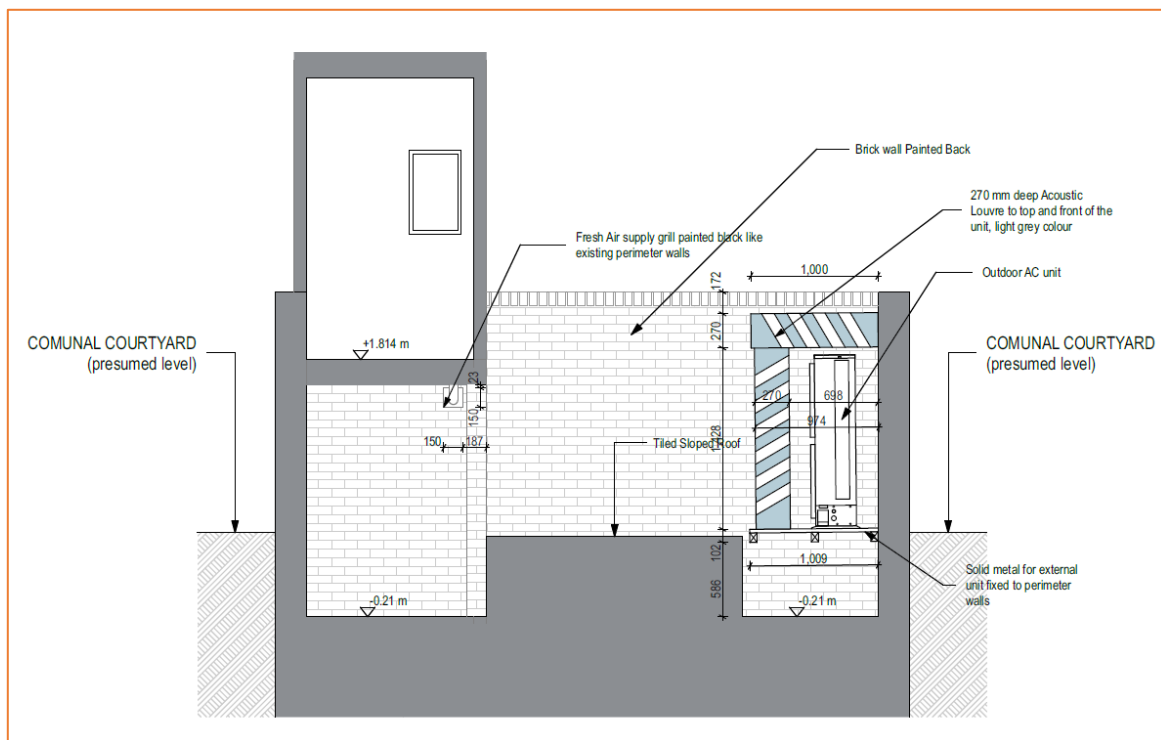 Brick wall Painted Back
270 mm deep Acoustic
Louvre to top and front of the
unit, light grey colour
Fresh Air supply grill painted black like
existing perimeter walls
1,000
Outdoor AC unit
172
COMUNAL COURTYARD
(presumed level)
+1.814 m
270
COMUNAL COURTYARD
(presumed level)
23
270
698
150
974
150
187
Tiled Sloped Roof
102
1,009
Solid metal for external
unit fixed to perimeter
walls
586
-0.21 m
-0.21 m